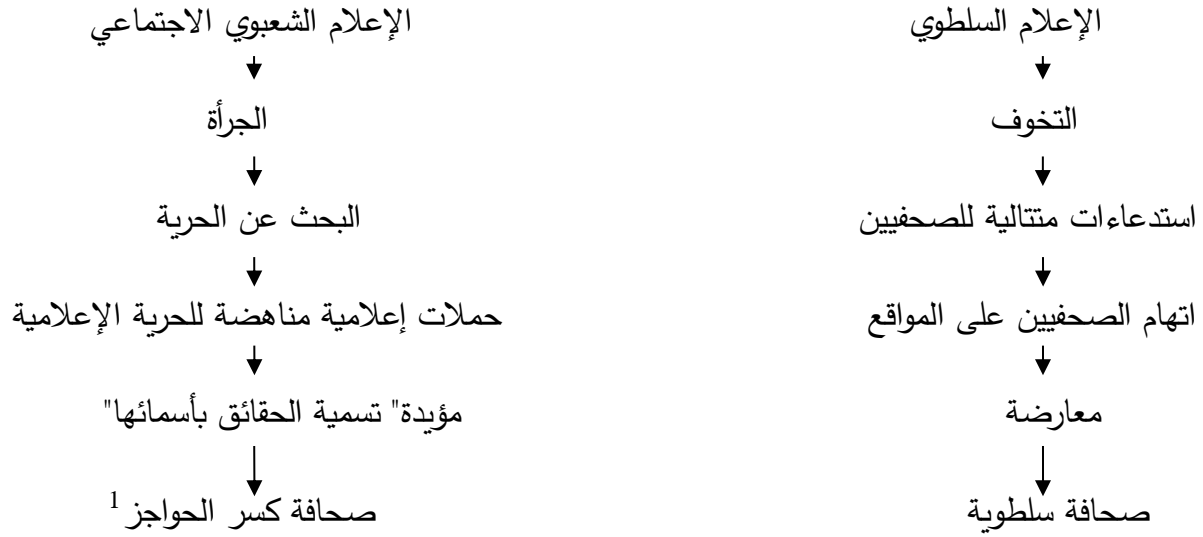 الإعلام السلطوي
التخوف
استدعاءات متتالية للصحفيين
اتهام الصحفيين على المواقع
معارضة
صحافة سلطوية
الإعلام الشعبوي الاجتماعي
الجرأة
البحث عن الحرية
حملات إعلامية مناهضة للحرية الإعلامية
مؤيدة" تسمية الحقائق بأسمائها"
صحافة كسر الحواجز 1